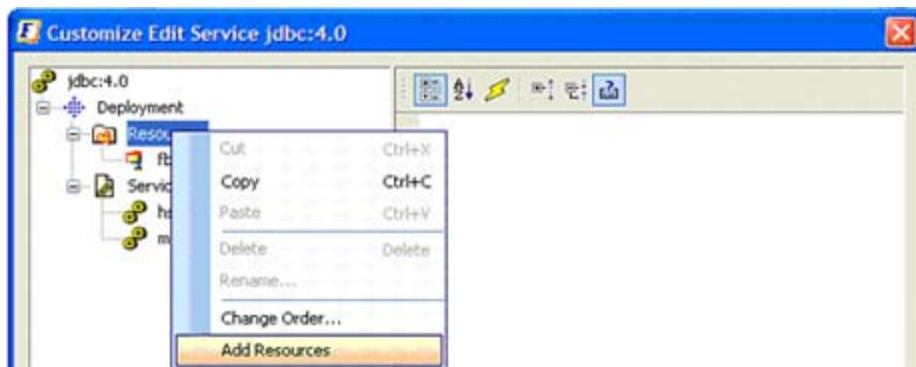 Customize Edit Service jdbc:4.0
jdbc:4.0
Deployment
Cut Ctrl+X
Copy Ctrl+C
Paste Ctrl+V
Delete Delete
Rename...
Change Order...
Add Resources